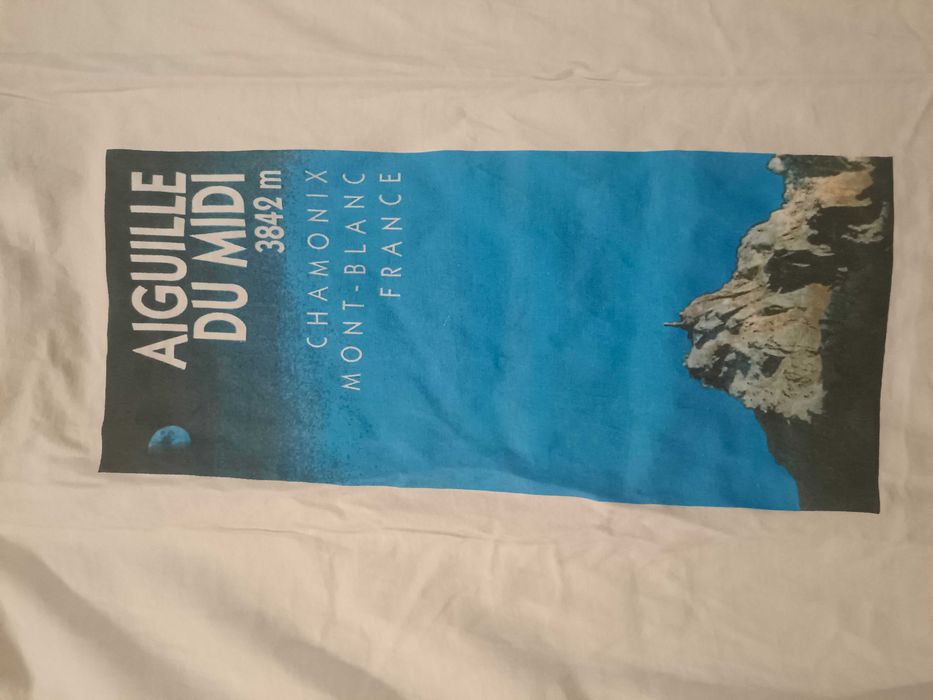 AIGUILLE
DU MIDI
3842 m
CHAMONIX
MONT-BLANC
FRANCE